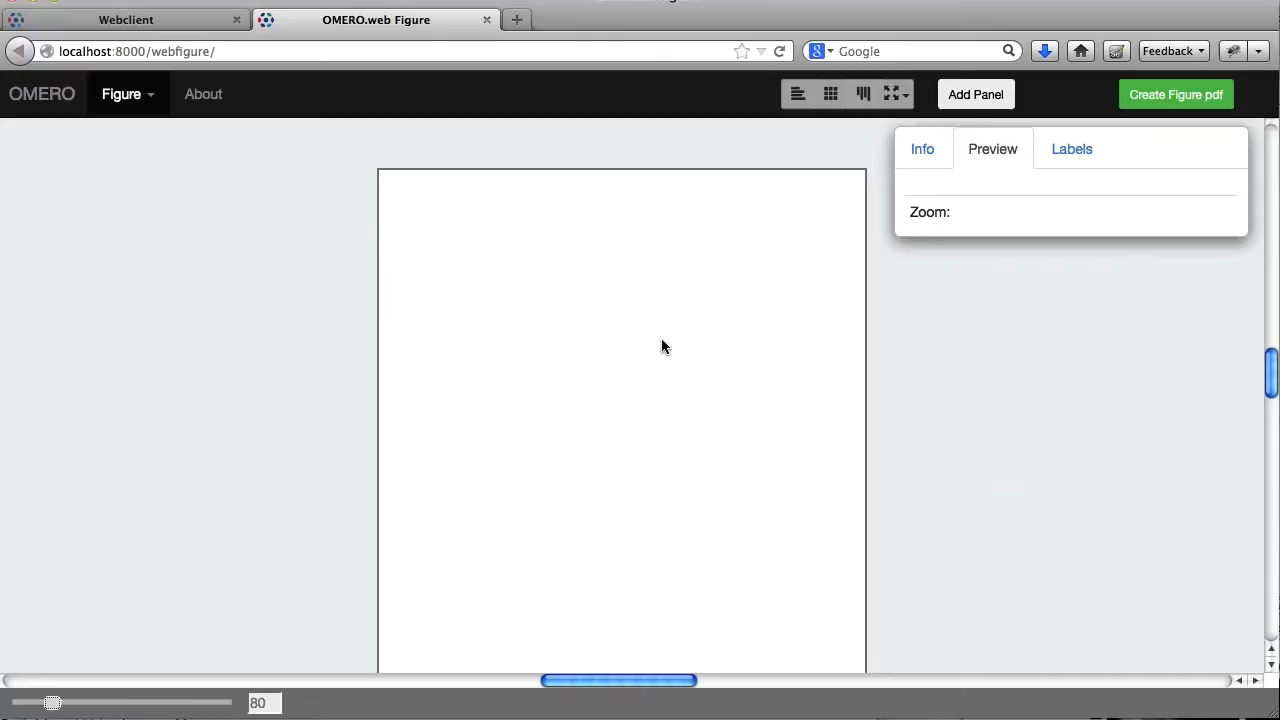 Webclient
OMERO.web Figure
localhost:8000/webfigure/
Google
Feedback
OMERO
Figure
About
Add Panel
Create Figure pdf
Info
Preview
Labels
Zoom:
80